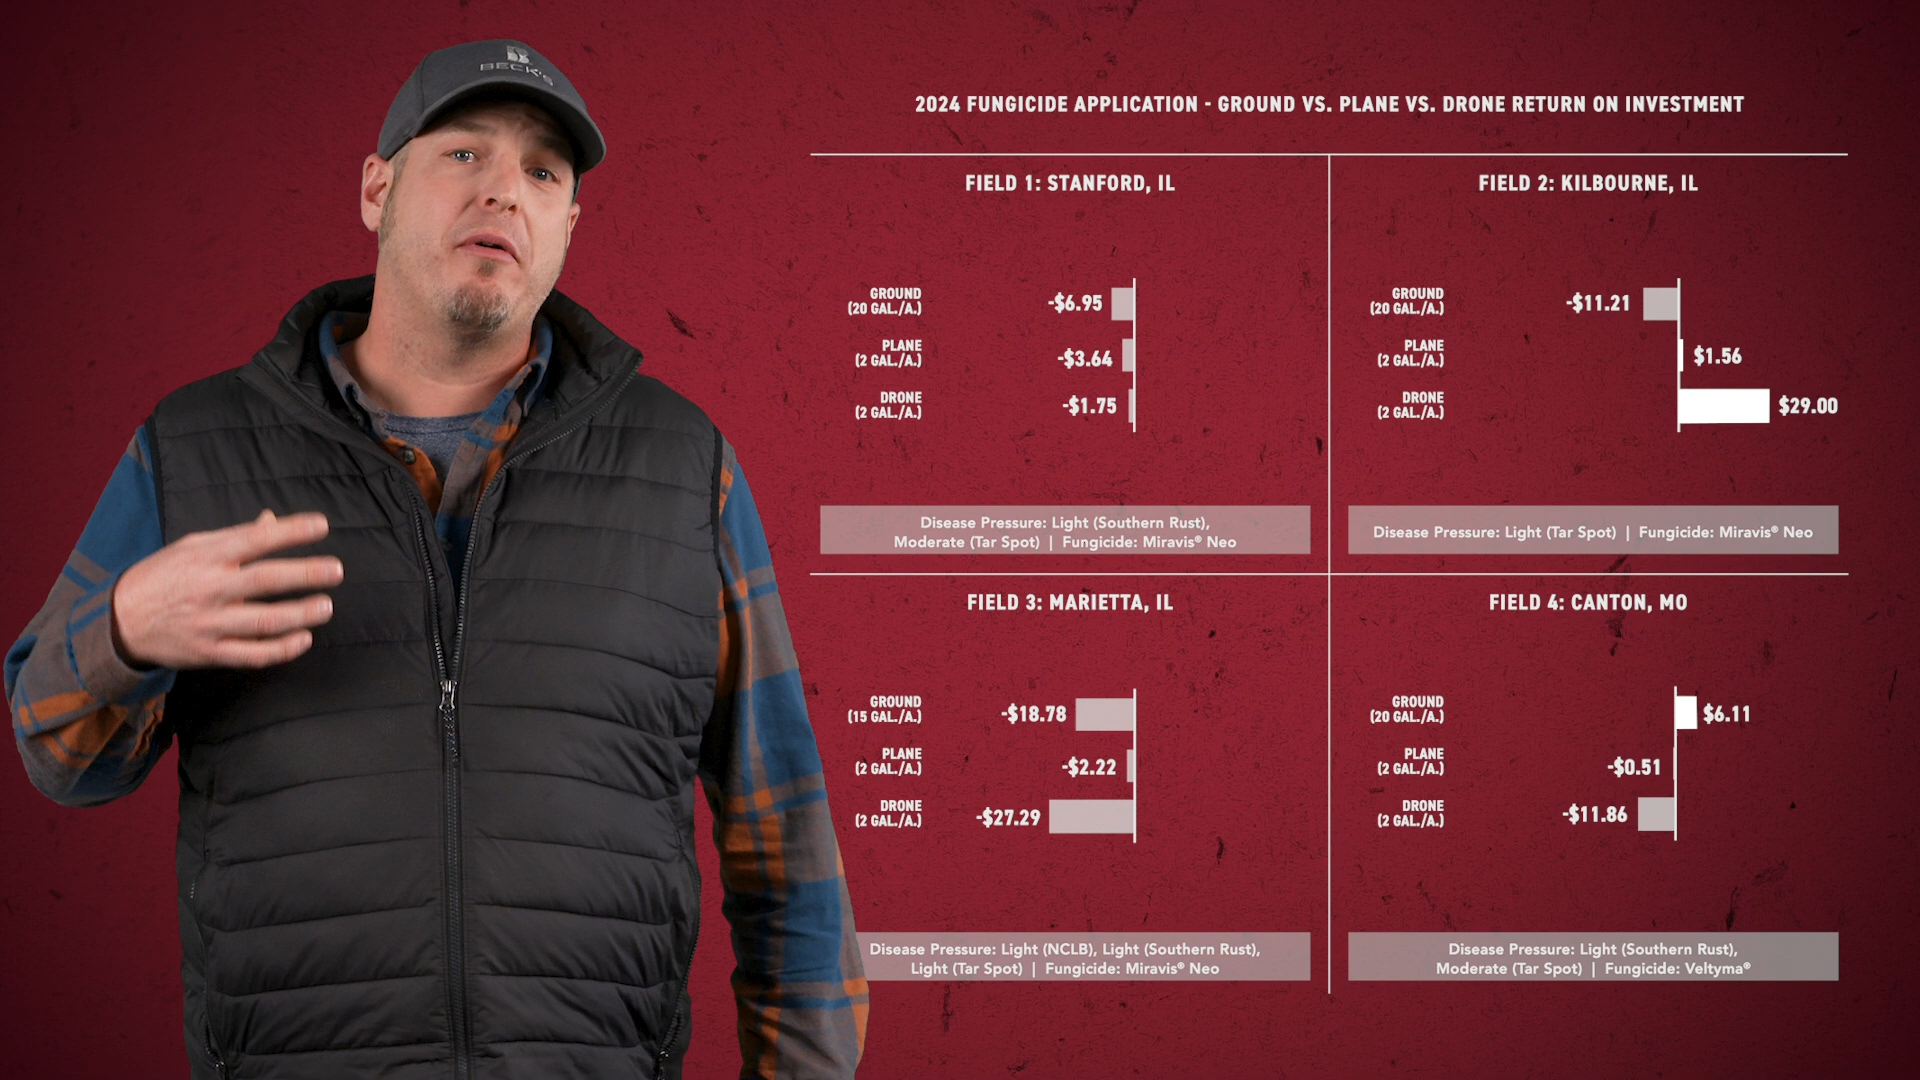 BECK'S
2024 FUNGICIDE APPLICATION - GROUND VS. PLANE VS. DRONE RETURN ON INVESTMENT
FIELD 1: STANFORD, IL
GROUND
(20 GAL./A.)
-$6.95
PLANE
(2 GAL./A.)
-$3.64
DRONE
(2 GAL./A.)
-$1.75
Disease Pressure: Light (Southern Rust),
Moderate (Tar Spot) | Fungicide: Miravis® Neo
FIELD 2: KILBOURNE, IL
GROUND
(20 GAL./A.)
-$11.21
PLANE
(2 GAL./A.)
$1.56
DRONE
(2 GAL./A.)
$29.00
Disease Pressure: Light (Tar Spot) | Fungicide: Miravis® Neo
FIELD 3: MARIETTA, IL
GROUND
(15 GAL./A.)
-$18.78
PLANE
(2 GAL./A.)
-$2.22
DRONE
(2 GAL./A.)
-$27.29
Disease Pressure: Light (NCLB), Light (Southern Rust),
Light (Tar Spot) | Fungicide: Miravis® Neo
FIELD 4: CANTON, MO
GROUND
(20 GAL./A.)
$6.11
PLANE
(2 GAL./A.)
-$0.51
DRONE
(2 GAL./A.)
-$11.86
Disease Pressure: Light (Southern Rust),
Moderate (Tar Spot) | Fungicide: Veltyma®